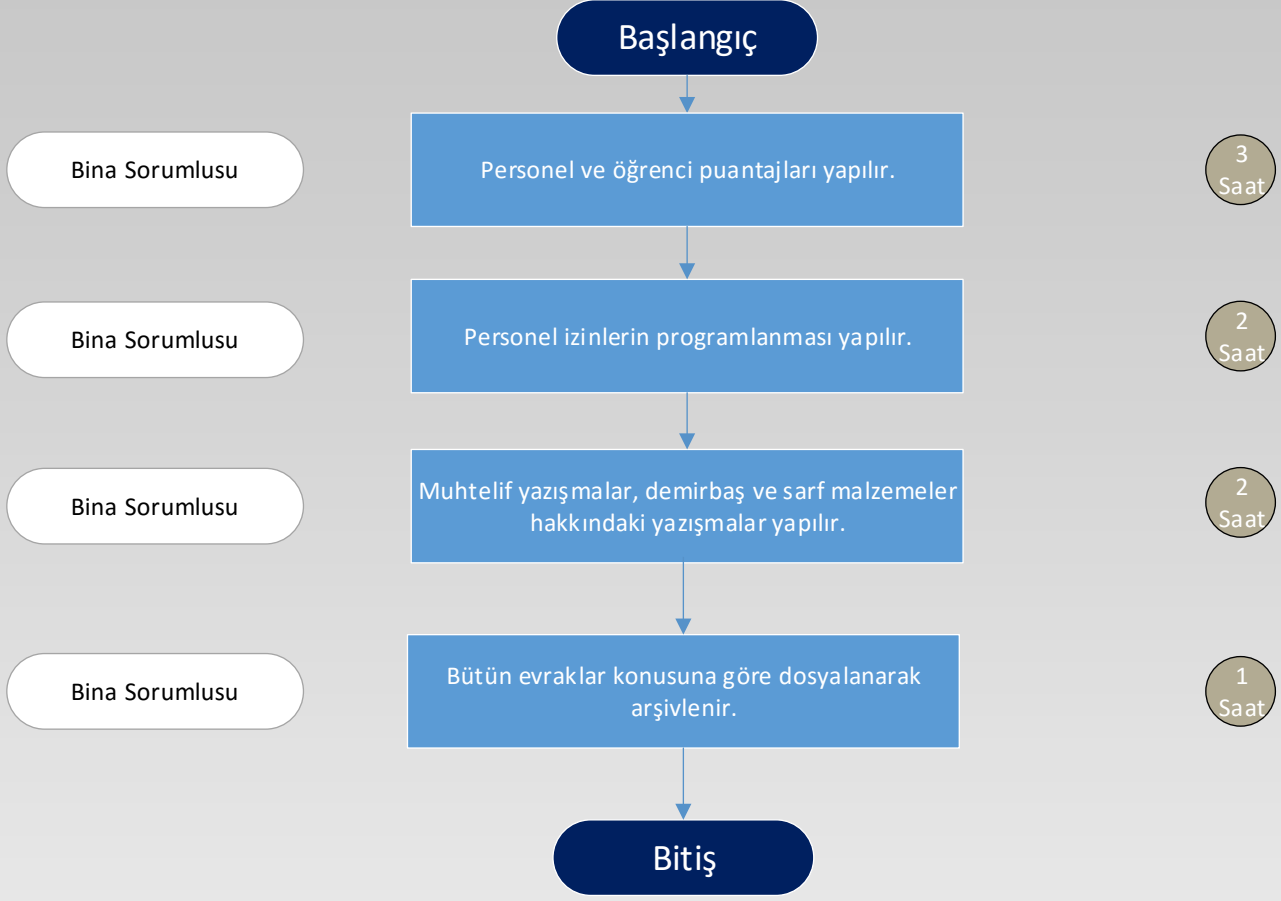 Başlangıç
Bina Sorumlusu
Personel ve öğrenci puantajları yapılır.
3
Saat
Bina Sorumlusu
Personel izinlerin programlanması yapılır.
2
Saat
Bina Sorumlusu
Muhtelif yazışmalar, demirbaş ve sarf malzemeler
hakkındaki yazışmalar yapılır.
2
Saat
Bina Sorumlusu
Bütün evraklar konusuna göre dosyalanarak
arşivlenir.
1
Saat
Bitiş